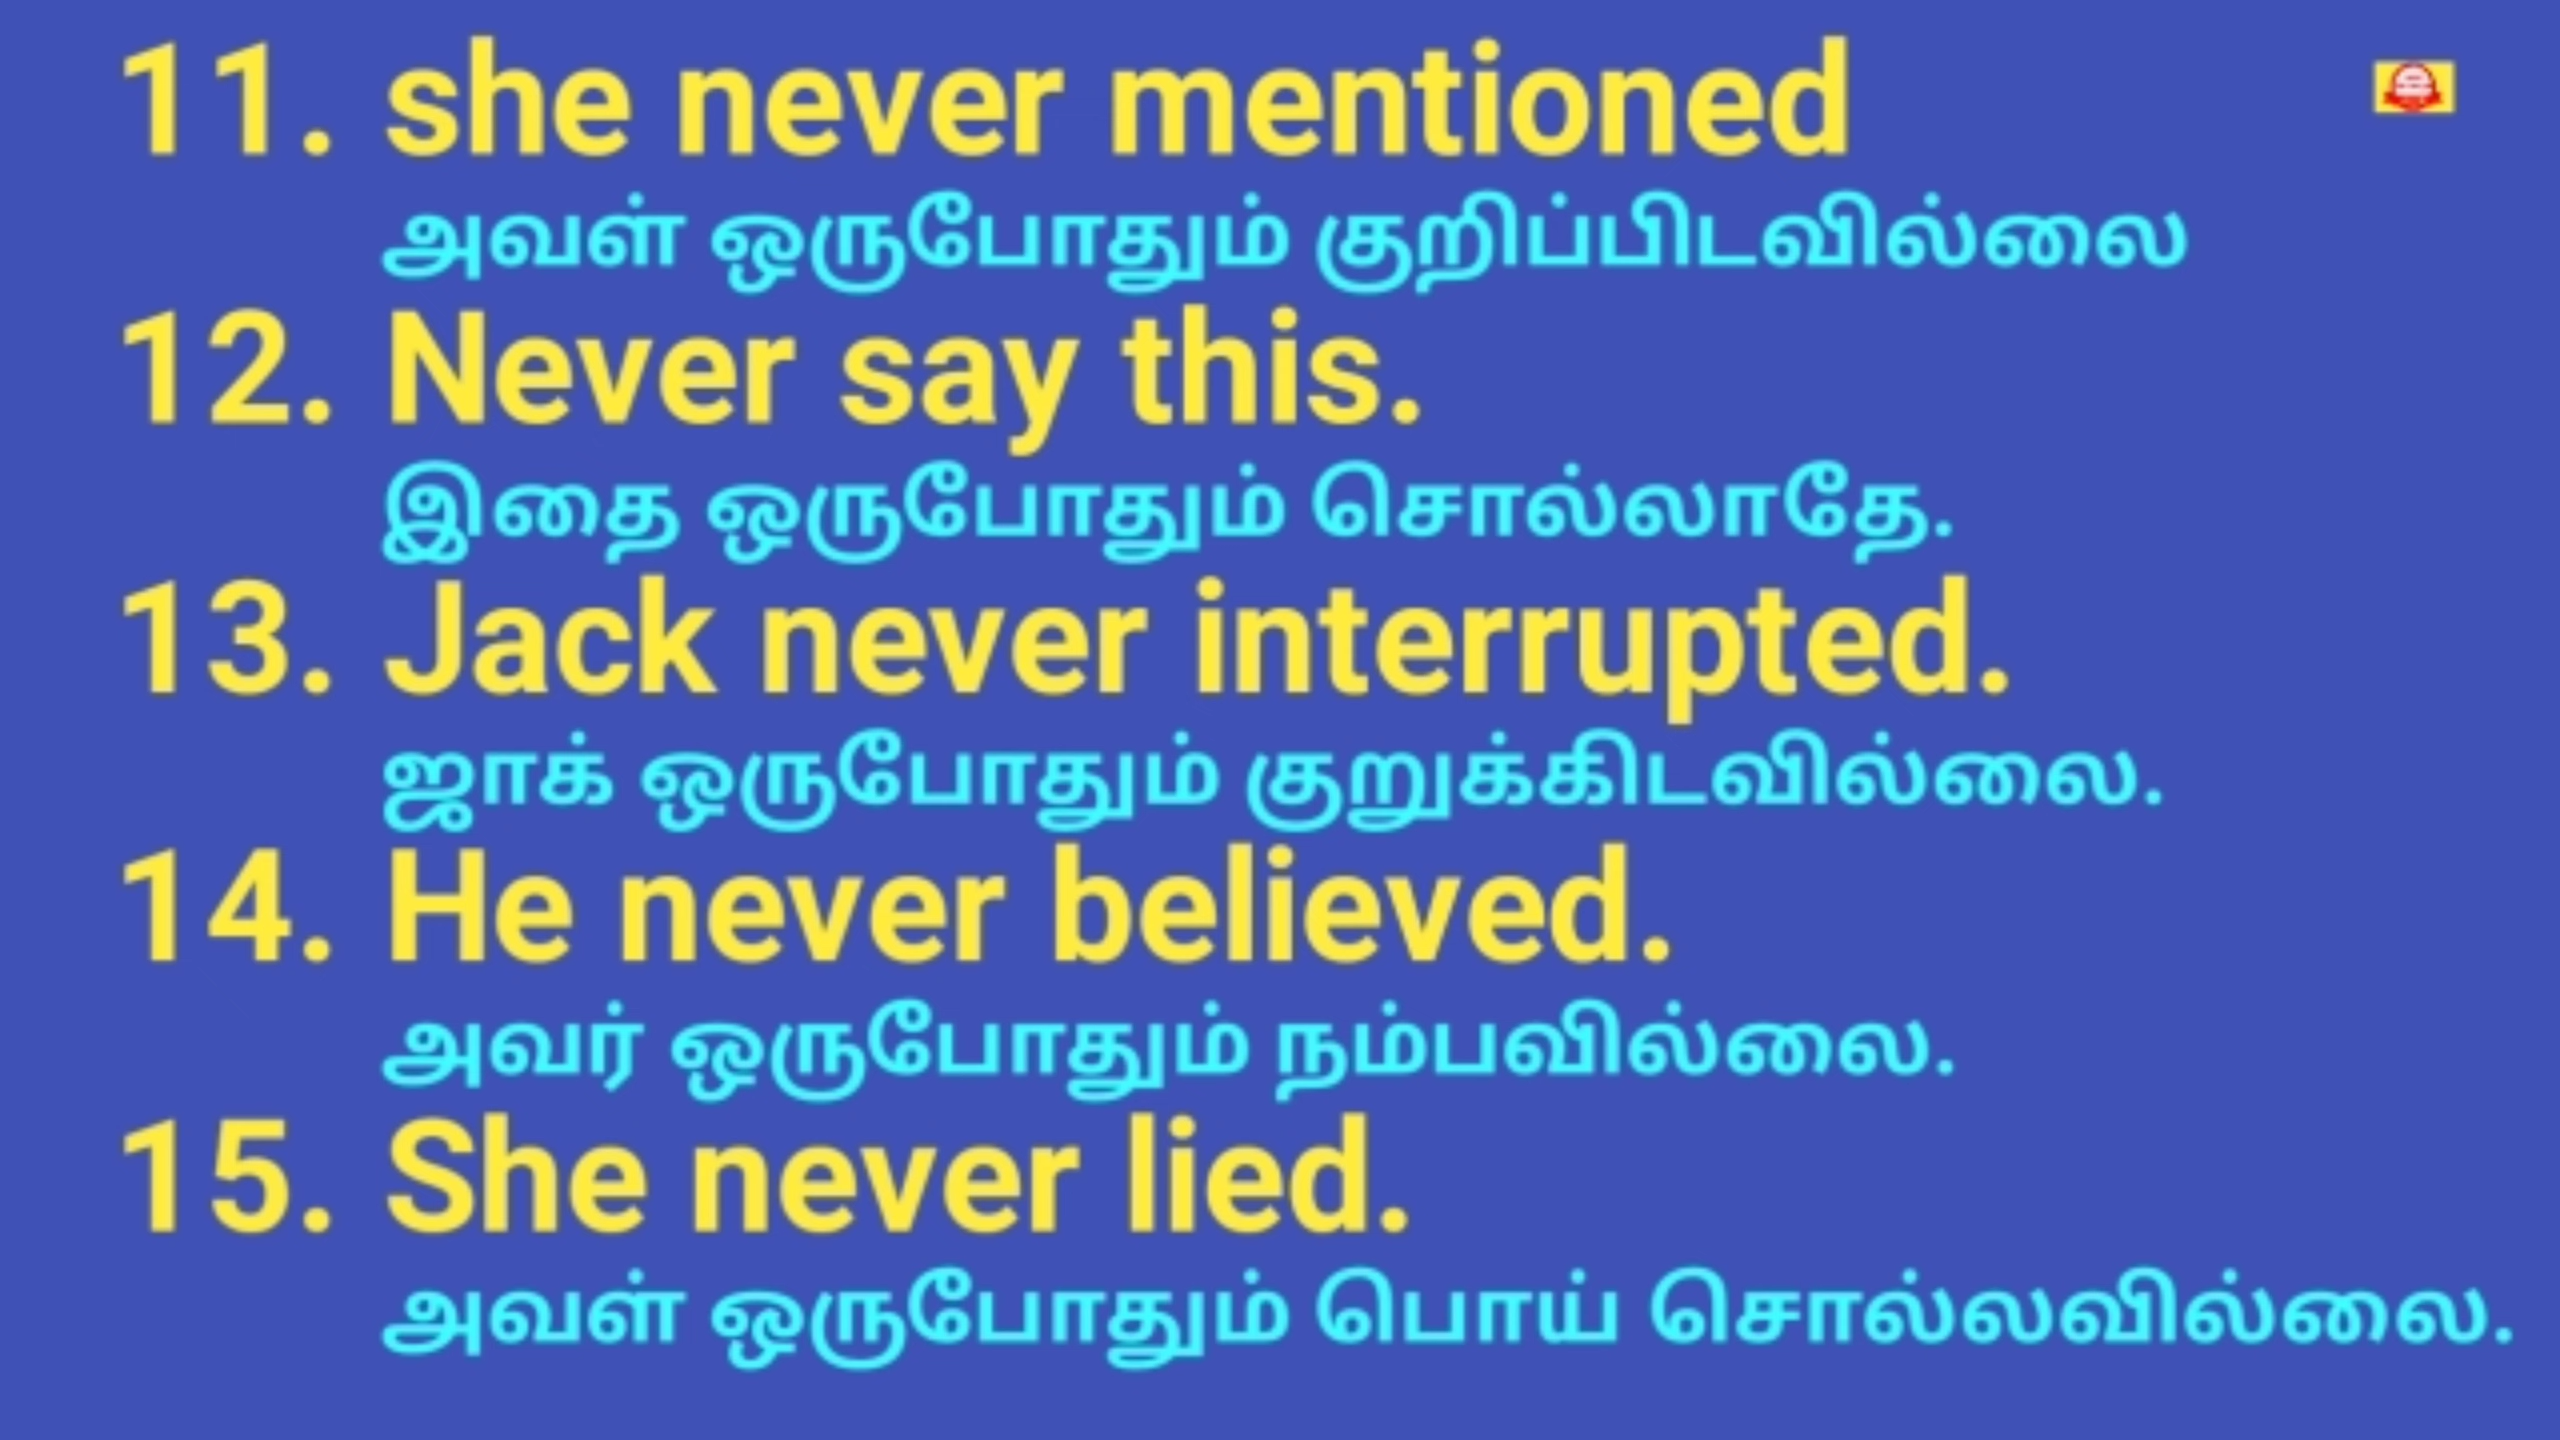 11. she never mentioned
அவள் ஒருபோதும் குறிப்பிடவில்லை
12. Never say this.
இதை ஒருபோதும் சொல்லாதே.
13. Jack never interrupted.
ஜாக் ஒருபோதும் குறுக்கிடவில்லை.
14. He never believed.
அவர் ஒருபோதும் நம்பவில்லை.
15. She never lied.
அவள் ஒருபோதும் பொய் சொல்லவில்லை.